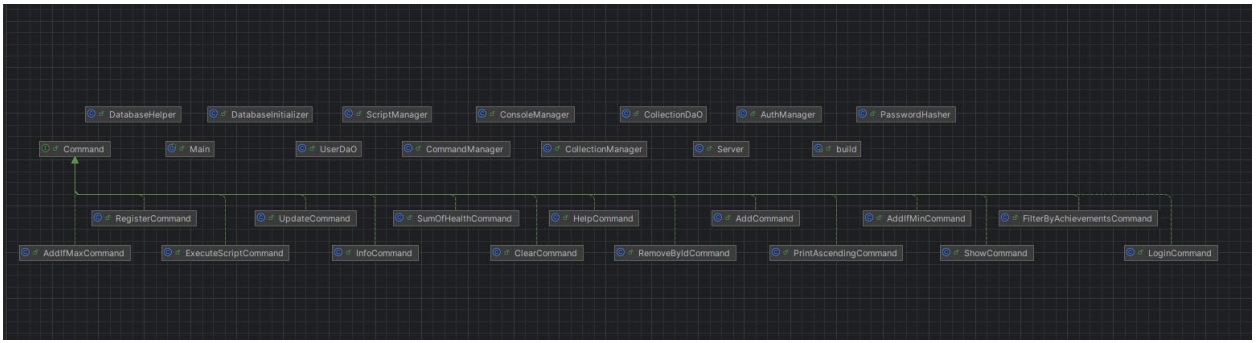 DatabaseHelper DatabaseInitializer ScriptManager ConsoleManager CollectionDaO AuthManager PasswordHasher
Command Main UserDaO CommandManager CollectionManager Server build
RegisterCommand UpdateCommand SumOfHealthCommand HelpCommand AddCommand AddIfMinCommand FilterByAchievementsCommand
AddIfMaxCommand ExecuteScriptCommand InfoCommand ClearCommand RemoveByIdCommand PrintAscendingCommand ShowCommand LoginCommand